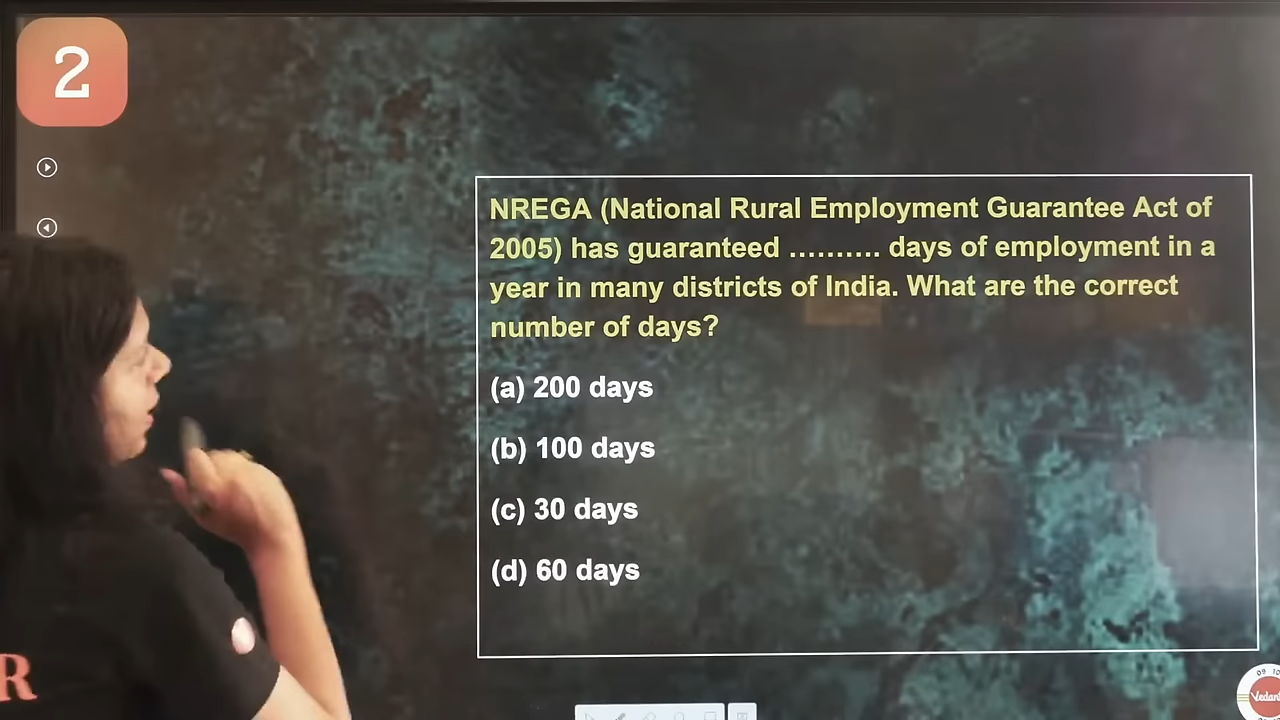 2
NREGA (National Rural Employment Guarantee Act of
2005) has guaranteed .......... days of employment in a
year in many districts of India. What are the correct
number of days?
(a) 200 days
(b) 100 days
(c) 30 days
(d) 60 days
R